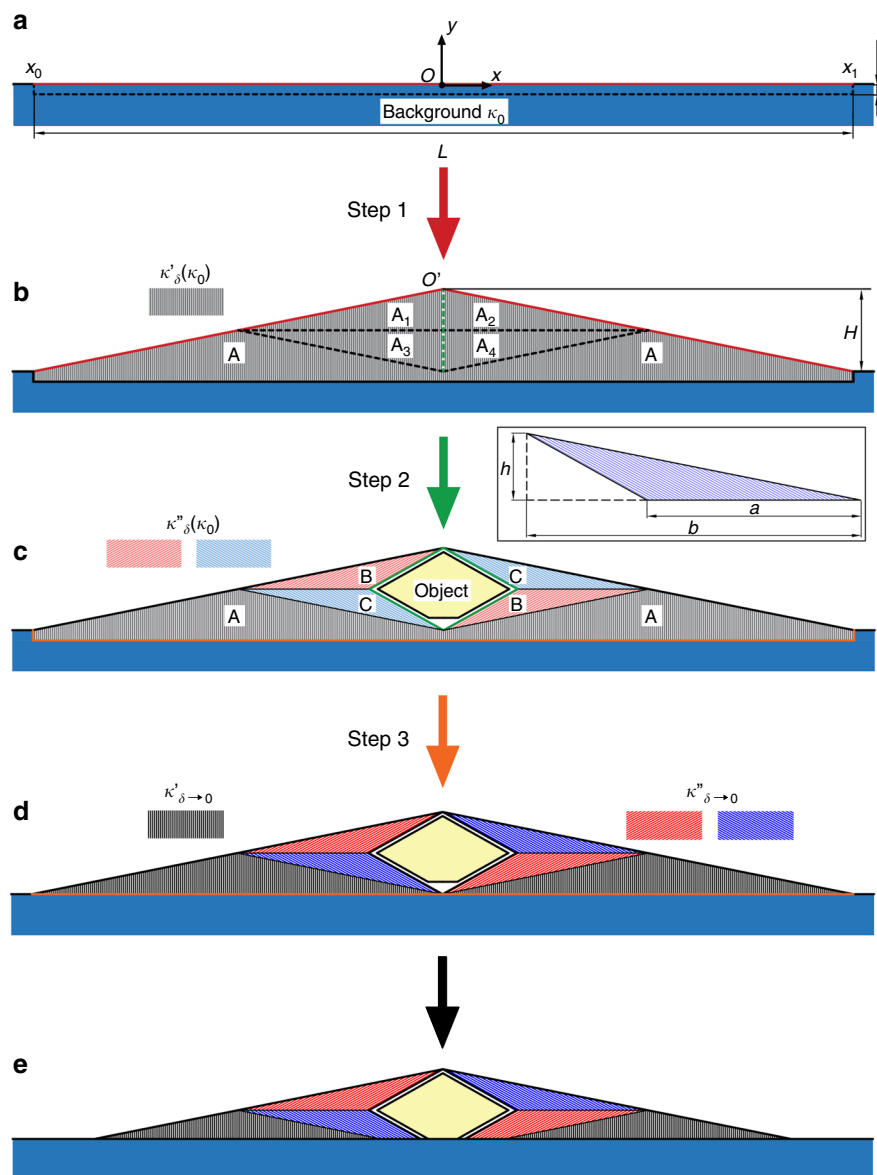 a
y
x₀ O x x₁
Background κ₀
L
Step 1
κ'δ(κ₀)
b O'
A₁ A₂ H
A A₃ A₄ A
Step 2
h
a
b
κ"δ(κ₀)
c
B C
Object
C B
A A
Step 3
κ'δ→0 κ"δ→0
d
e